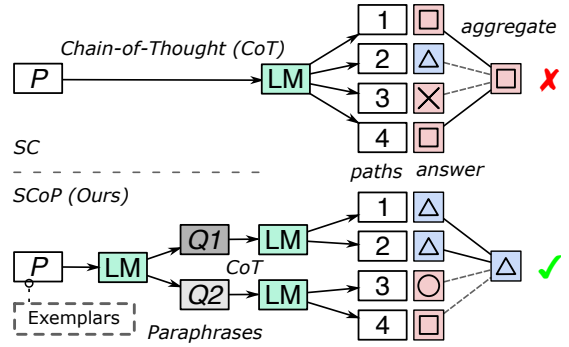 Chain-of-Thought (CoT)
aggregate
P
LM
1
2
3
4
SC
paths answer
SCoP (Ours)
P
LM
Q1
Q2
CoT
LM
LM
1
2
3
4
Exemplars
Paraphrases